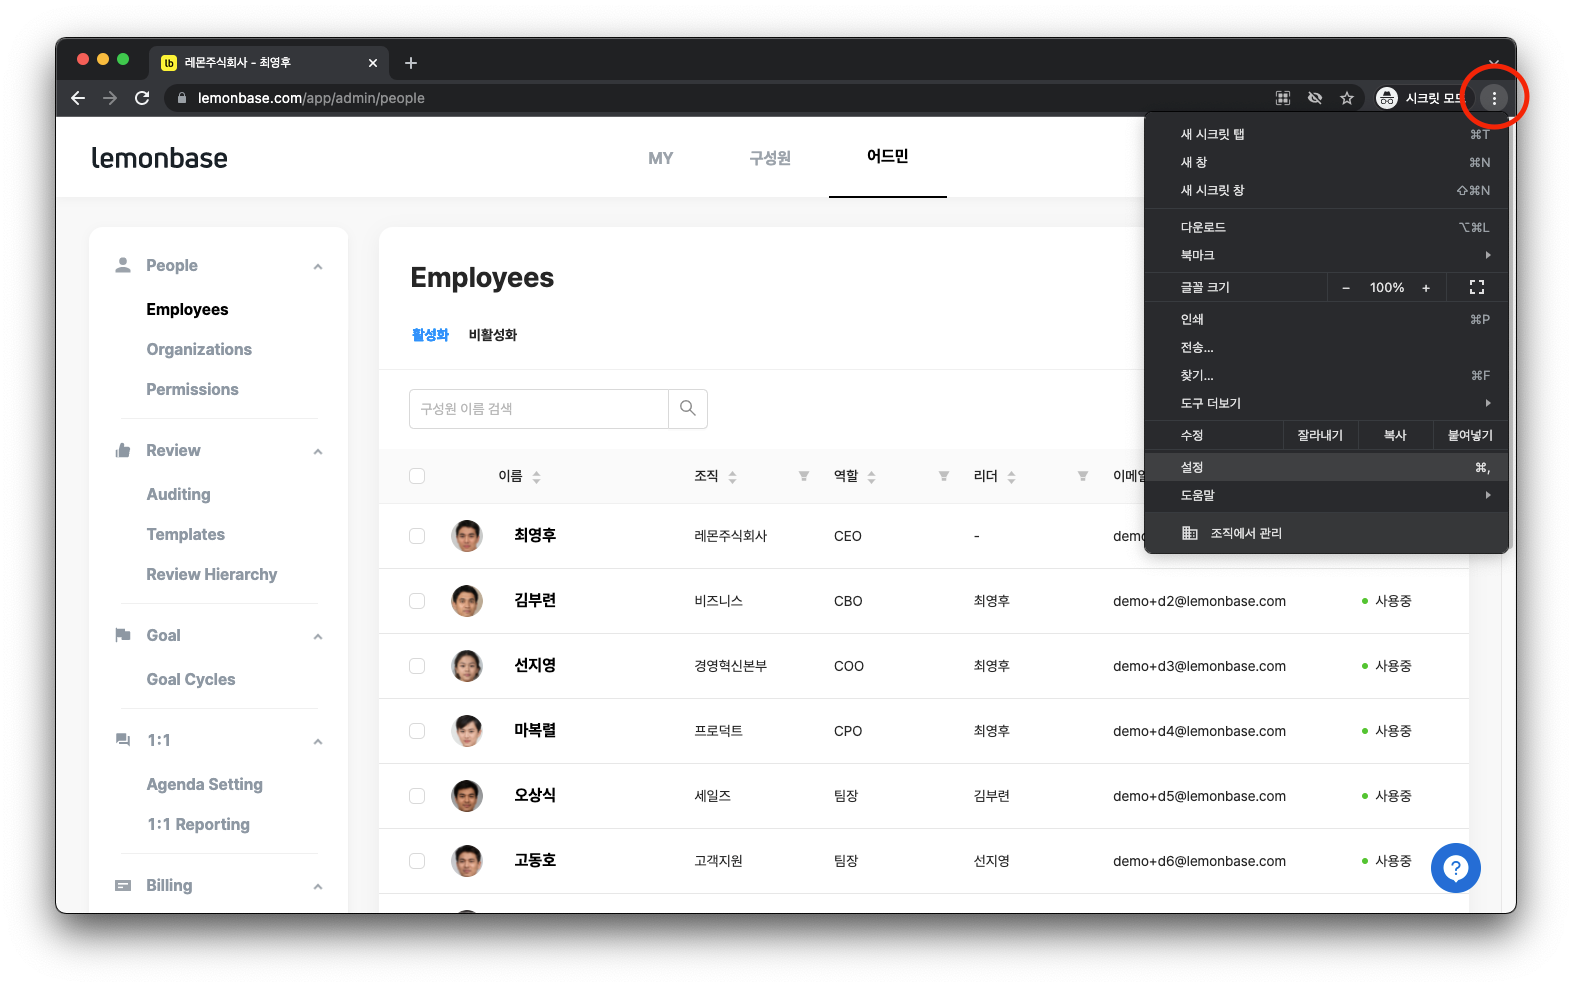 lb 레몬주식회사 - 최영후
lemonbase.com/app/admin/people
시크릿
lemonbase
MY 구성원 어드민
새 시크릿 탭 ⌘T
새 창 ⌘N
새 시크릿 창 ⇧⌘N
다운로드 ⌥⌘L
북마크
글꼴 크기 − 100% +
인쇄 ⌘P
전송...
찾기... ⌘F
도구 더보기
수정 잘라내기 복사 붙여넣기
설정 ⌘,
도움말
조직에서 관리
People
Employees
Organizations
Permissions
Review
Auditing
Templates
Review Hierarchy
Goal
Goal Cycles
1:1
Agenda Setting
1:1 Reporting
Billing
Employees
활성화 비활성화
구성원 이름 검색
이름 조직 역할 리더
최영후 레몬주식회사 CEO -
김부련 비즈니스 CBO 최영후 demo+d2@lemonbase.com 사용중
선지영 경영혁신본부 COO 최영후 demo+d3@lemonbase.com 사용중
마복렬 프로덕트 CPO 최영후 demo+d4@lemonbase.com 사용중
오상식 세일즈 팀장 김부련 demo+d5@lemonbase.com 사용중
고동호 고객지원 팀장 선지영 demo+d6@lemonbase.com 사용중
?